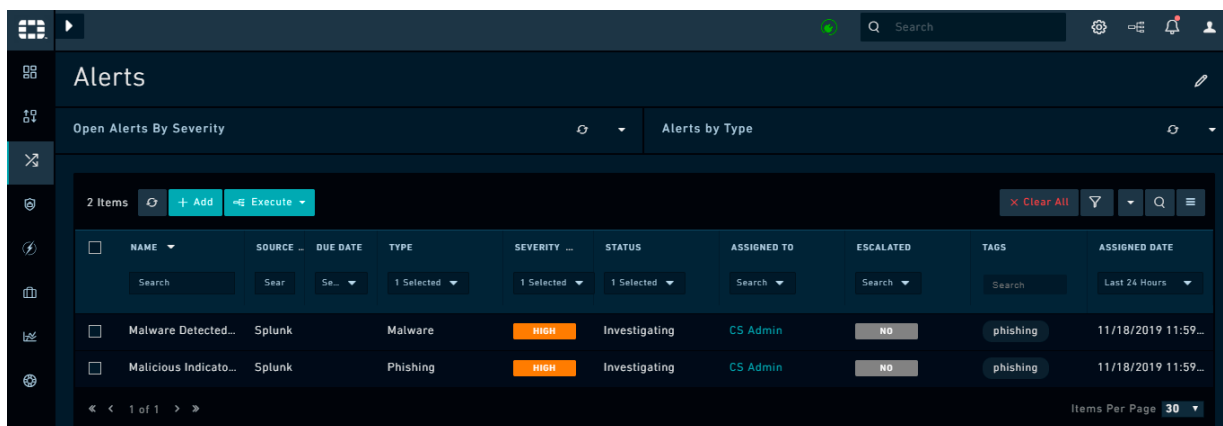 Search
Alerts
Open Alerts By Severity
Alerts by Type
2 Items + Add Execute × Clear All
NAME SOURCE ... DUE DATE TYPE SEVERITY ... STATUS ASSIGNED TO ESCALATED TAGS ASSIGNED DATE
Search Sear Se... 1 Selected 1 Selected 1 Selected Search Search Search Last 24 Hours
Malware Detected... Splunk Malware HIGH Investigating CS Admin NO phishing 11/18/2019 11:59...
Malicious Indicato... Splunk Phishing HIGH Investigating CS Admin NO phishing 11/18/2019 11:59...
« < 1 of 1 > » Items Per Page 30